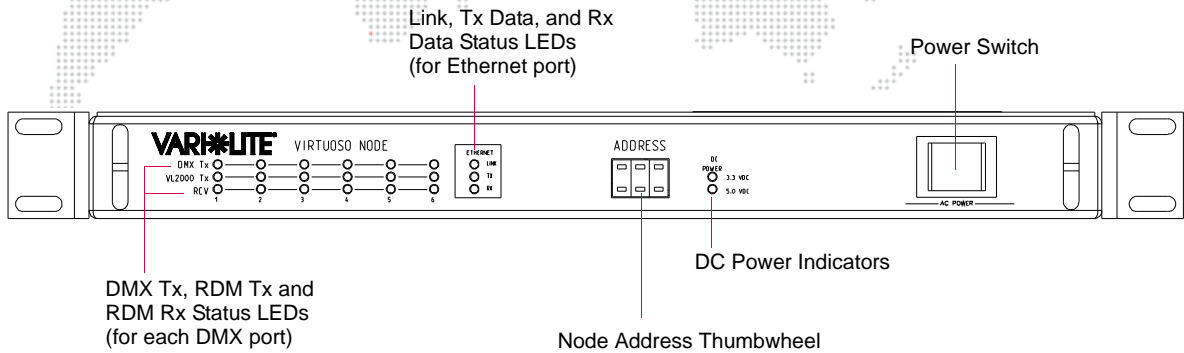 Link, Tx Data, and Rx
Data Status LEDs
(for Ethernet port)
Power Switch
VARI*LITE VIRTUOSO NODE
DMX Tx
VL2000 Tx
RCV
1 2 3 4 5 6
ETHERNET
LINK
TX
RX
ADDRESS
DC
POWER
3.3 VDC
5.0 VDC
AC POWER
DC Power Indicators
DMX Tx, RDM Tx and
RDM Rx Status LEDs
(for each DMX port)
Node Address Thumbwheel